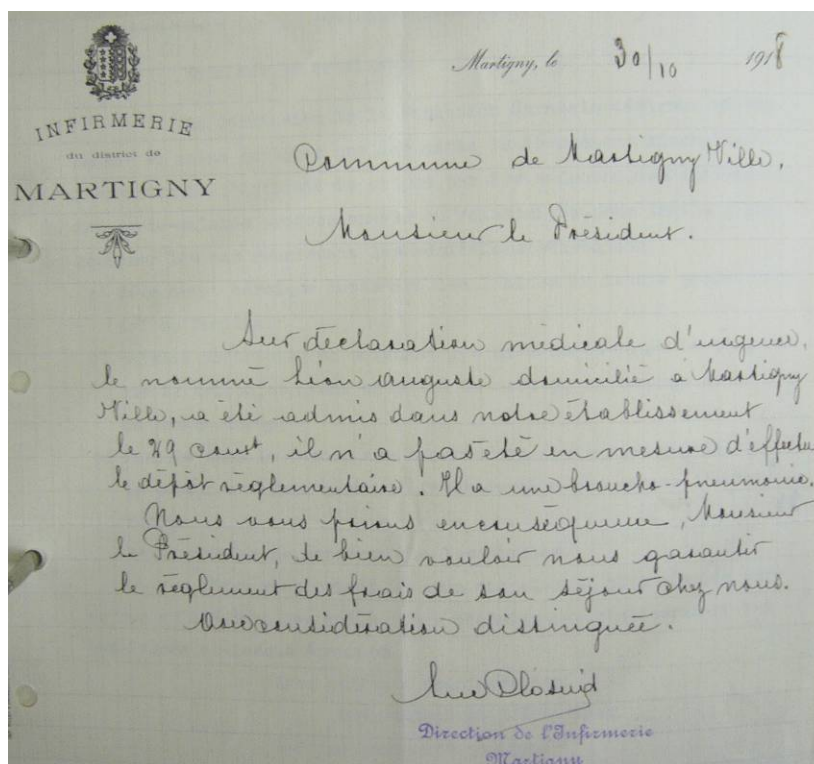 INFIRMERIE
du district de
MARTIGNY
Martigny, le 30/10 1918
Commune de Martigny Ville.
Monsieur le Président.
Sur déclaration médicale d'urgence,
le nommé Léon Auguste domicilié à Martigny
Ville, a été admis dans notre établissement
le 29 court, il n'a pas été en mesure d'effectuer
le dépôt règlementaire. Il a une broncho-pneumonie.
Nous vous prions en conséquence, Monsieur
le Président, de bien vouloir nous garantir
le règlement des frais de son séjour chez nous.
Avec considération distinguée.
Direction de l'Infirmerie
Martigny